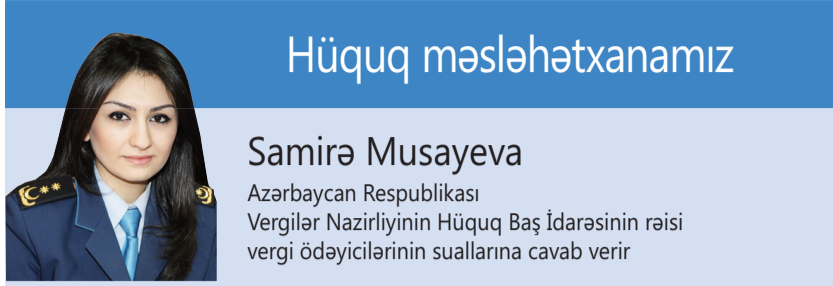 Hüquq məsləhətxanamız
Samirə Musayeva
Azərbaycan Respublikası
Vergilər Nazirliyinin Hüquq Baş İdarəsinin rəisi
vergi ödəyicilərinin suallarına cavab verir